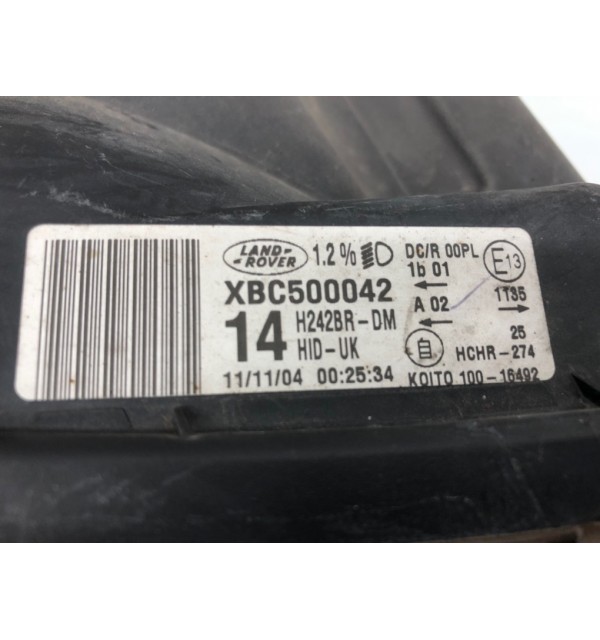 LAND-
ROVER
1.2%
DC/R 00PL
1b 01
E13
XBC500042
A 02
1T35
14
H242BR-DM
HID-UK
自
25
HCHR-274
11/11/04 00:25:34
KOITO 100-16492